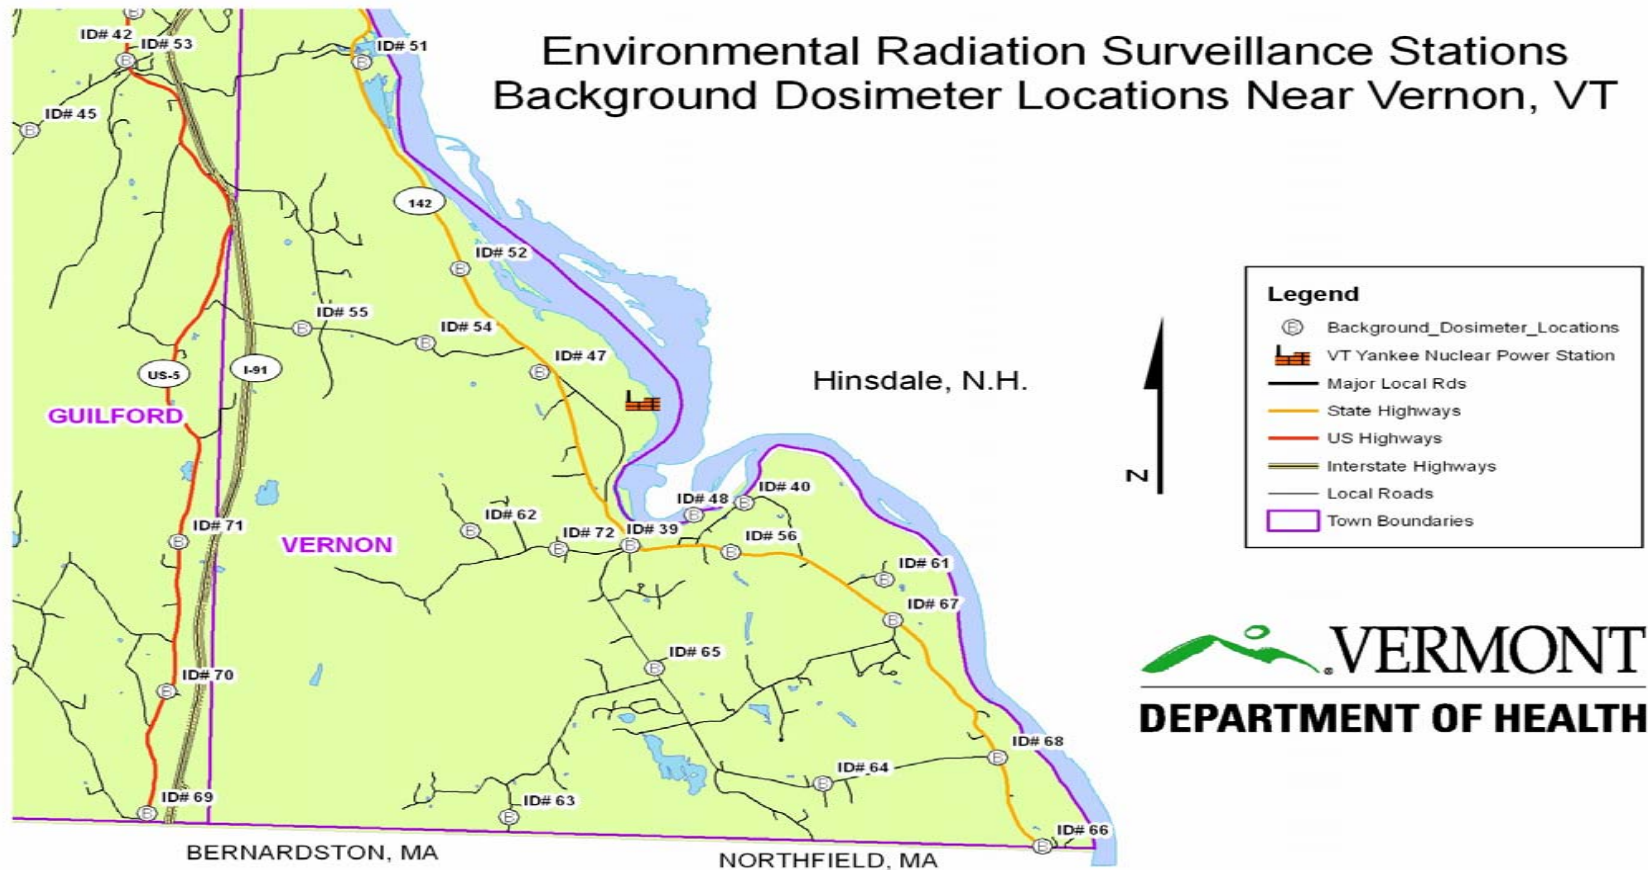 Environmental Radiation Surveillance Stations
Background Dosimeter Locations Near Vernon, VT
ID# 42
ID# 53
ID# 51
ID# 45
142
ID# 52
ID# 55
ID# 54
ID# 47
US-5
I-91
GUILFORD
Hinsdale, N.H.
Legend
B Background_Dosimeter_Locations
VT Yankee Nuclear Power Station
Major Local Rds
State Highways
US Highways
Interstate Highways
Local Roads
Town Boundaries
N
ID# 48
ID# 40
ID# 71
ID# 62
ID# 72
ID# 39
ID# 56
VERNON
ID# 61
ID# 67
ID# 65
ID# 70
ID# 68
ID# 64
ID# 69
ID# 63
ID# 66
BERNARDSTON, MA
NORTHFIELD, MA
VERMONT
DEPARTMENT OF HEALTH